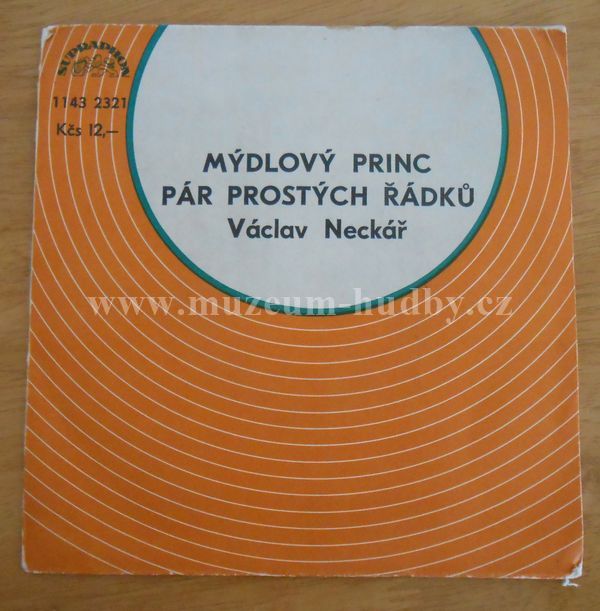 SUPRAPHON
1143 2321
Kčs 12,–
MÝDLOVÝ PRINC
PÁR PROSTÝCH ŘÁDKŮ
Václav Neckář
www.muzeum-hudby.cz